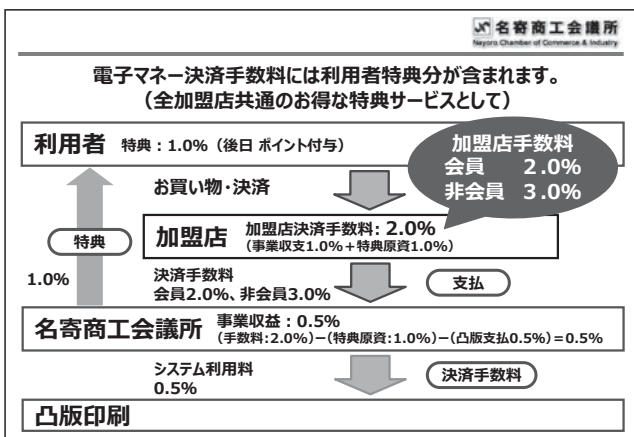 名寄商工会議所
Nayoro Chamber of Commerce & Industry
電子マネー決済手数料には利用者特典分が含まれます。
（全加盟店共通のお得な特典サービスとして）
利用者 特典：1.0%（後日 ポイント付与）
加盟店手数料
会員 2.0%
非会員 3.0%
お買い物・決済
特典
加盟店 加盟店決済手数料：2.0%
（事業収支1.0%＋特典原資1.0%）
1.0%
決済手数料
会員2.0%、非会員3.0%
支払
名寄商工会議所 事業収益：0.5%
（手数料:2.0%）－（特典原資:1.0%）－（凸版支払0.5%）＝0.5%
システム利用料
0.5%
決済手数料
凸版印刷